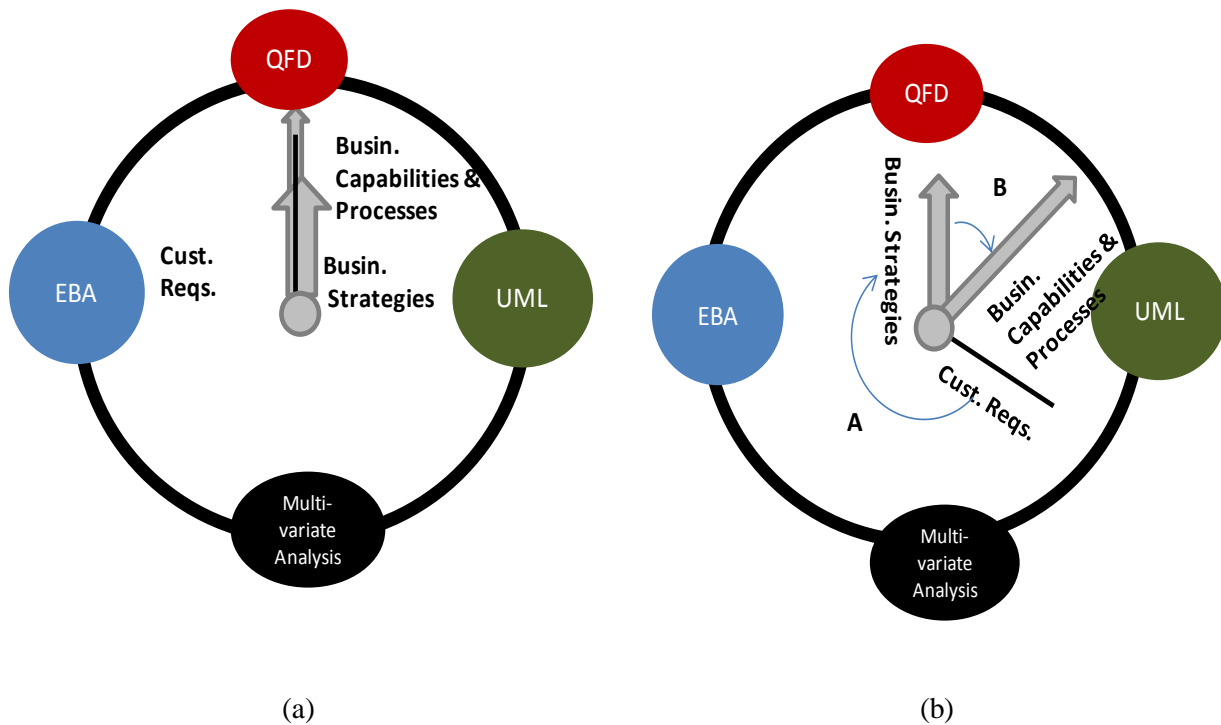 QFD
Busin.
Capabilities &
Processes
Cust.
Reqs.
Busin.
Strategies
EBA
UML
Multi-
variate
Analysis
(a)
QFD
B
Busin. Strategies
Busin.
Capabilities &
Processes
EBA
UML
Cust. Reqs.
A
Multi-
variate
Analysis
(b)